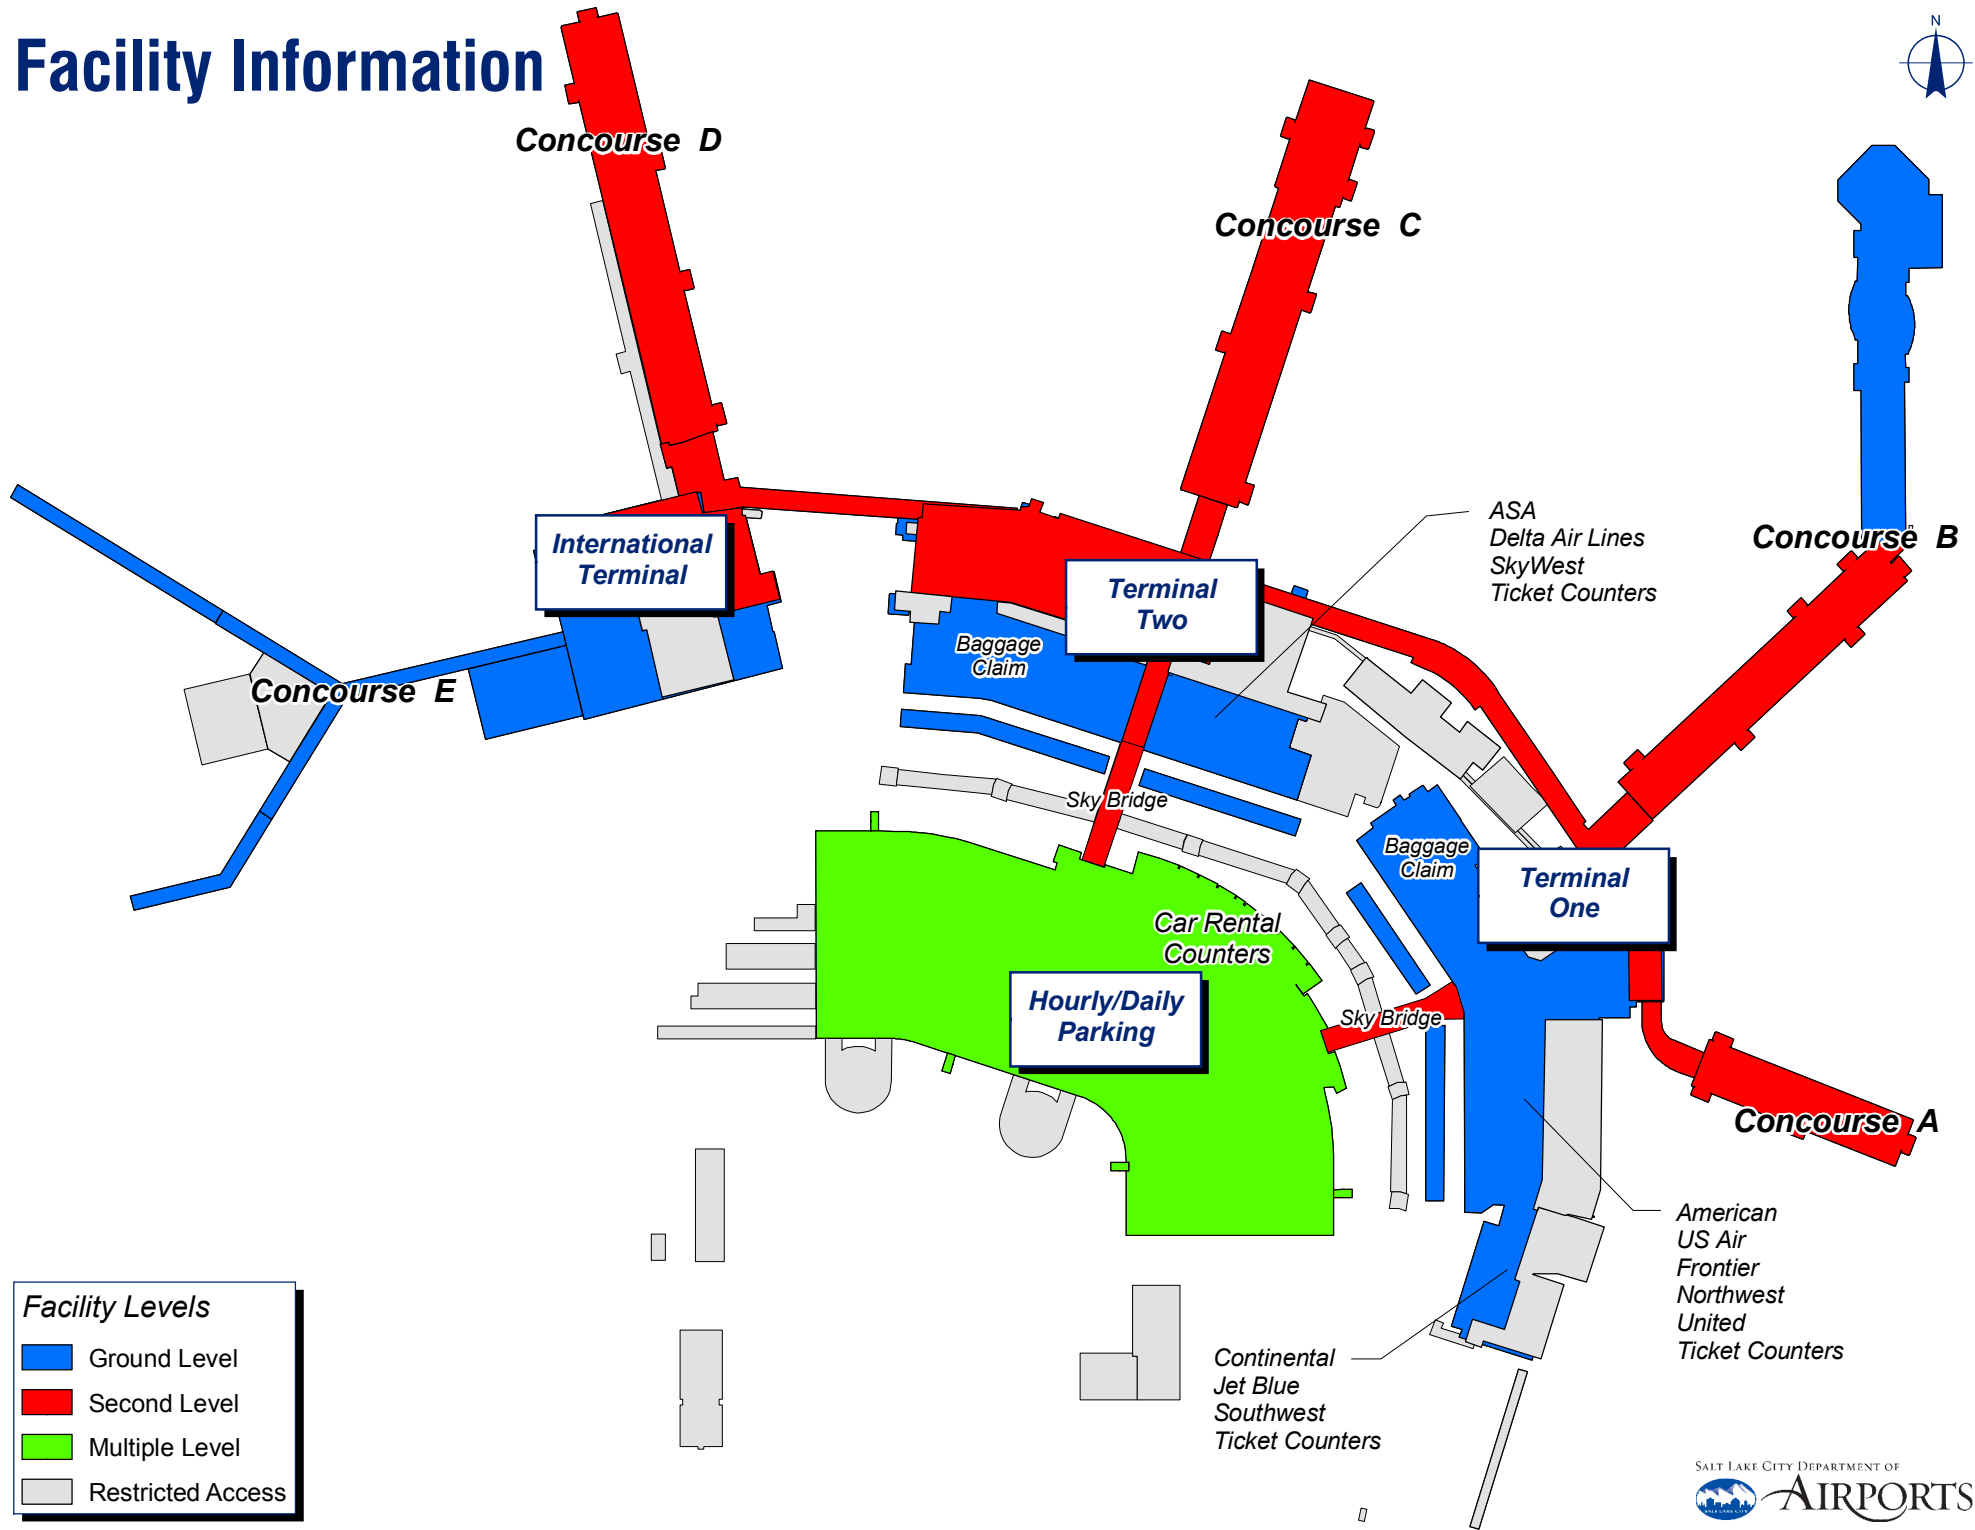 Facility Information
N
Concourse D
Concourse C
Concourse B
ASA
Delta Air Lines
SkyWest
Ticket Counters
International
Terminal
Terminal
Two
Baggage
Claim
Concourse E
Sky Bridge
Baggage
Claim
Terminal
One
Car Rental
Counters
Hourly/Daily
Parking
Sky Bridge
Concourse A
American
US Air
Frontier
Northwest
United
Ticket Counters
Continental
Jet Blue
Southwest
Ticket Counters
Facility Levels
Ground Level
Second Level
Multiple Level
Restricted Access
SALT LAKE CITY DEPARTMENT OF
AIRPORTS
SALT LAKE CITY